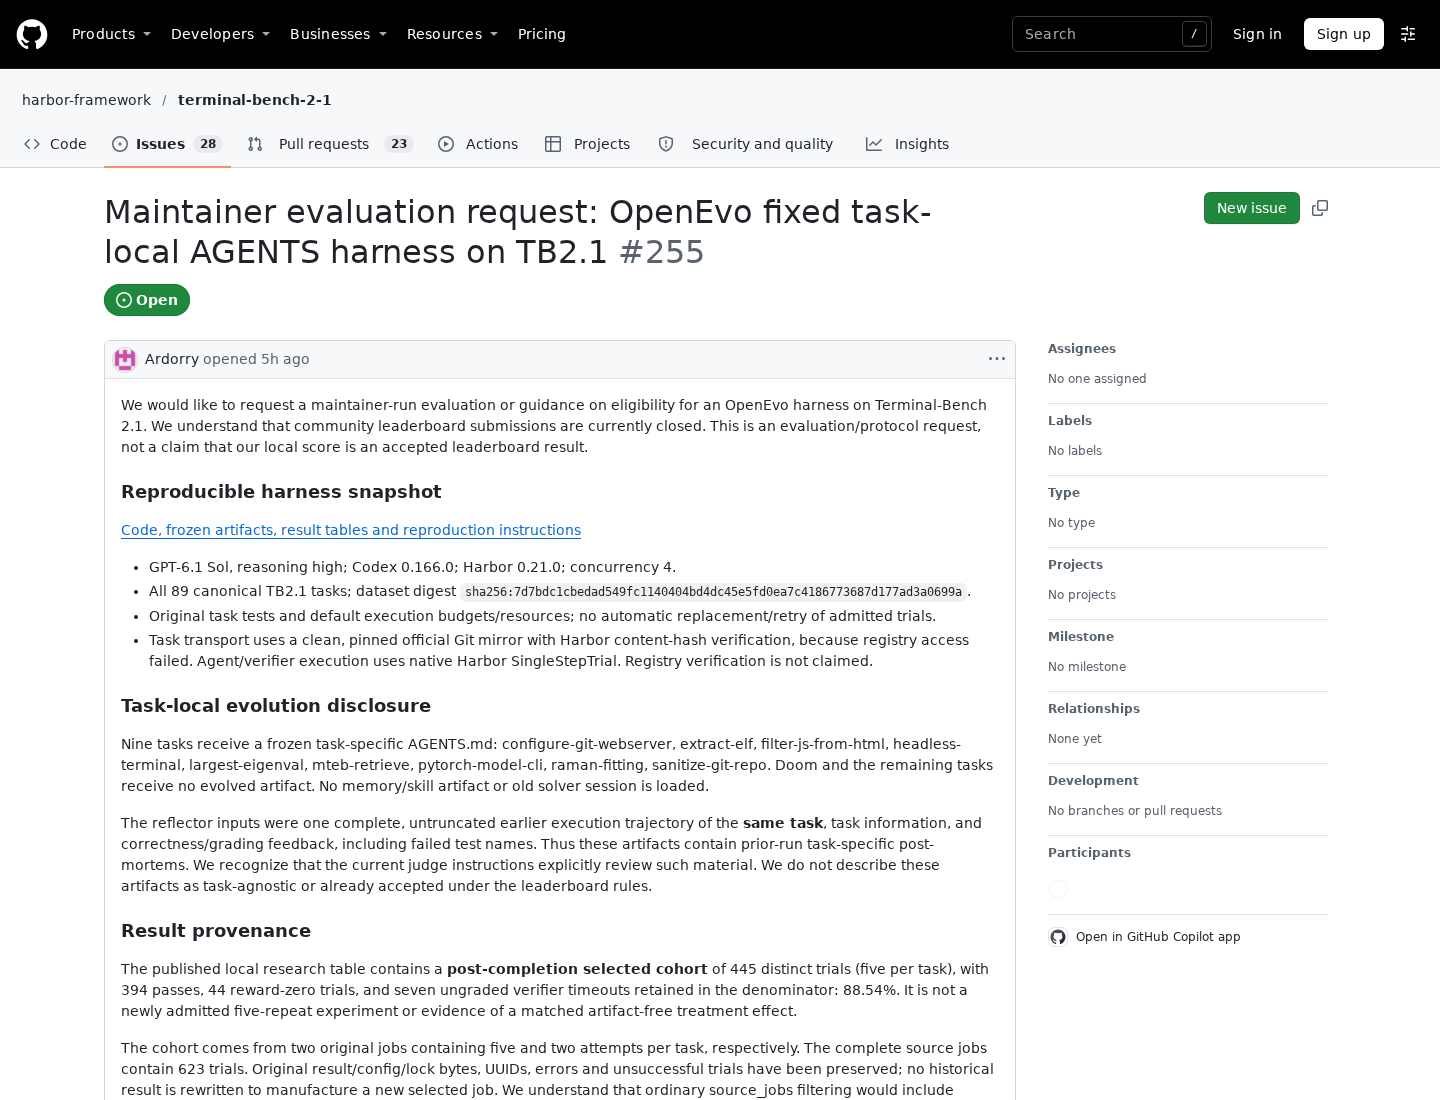 Products
Developers
Businesses
Resources
Pricing
Search
/
Sign in
Sign up
harbor-framework / terminal-bench-2-1
Code
Issues 28
Pull requests 23
Actions
Projects
Security and quality
Insights
Maintainer evaluation request: OpenEvo fixed task-
local AGENTS harness on TB2.1 #255
New issue
Open
Ardorry opened 5h ago
We would like to request a maintainer-run evaluation or guidance on eligibility for an OpenEvo harness on Terminal-Bench
2.1. We understand that community leaderboard submissions are currently closed. This is an evaluation/protocol request,
not a claim that our local score is an accepted leaderboard result.
Reproducible harness snapshot
Code, frozen artifacts, result tables and reproduction instructions
• GPT-6.1 Sol, reasoning high; Codex 0.166.0; Harbor 0.21.0; concurrency 4.
• All 89 canonical TB2.1 tasks; dataset digest sha256:7d7bdc1cbedad549fc1140404bd4dc45e5fd0ea7c4186773687d177ad3a0699a.
• Original task tests and default execution budgets/resources; no automatic replacement/retry of admitted trials.
• Task transport uses a clean, pinned official Git mirror with Harbor content-hash verification, because registry access
failed. Agent/verifier execution uses native Harbor SingleStepTrial. Registry verification is not claimed.
Task-local evolution disclosure
Nine tasks receive a frozen task-specific AGENTS.md: configure-git-webserver, extract-elf, filter-js-from-html, headless-
terminal, largest-eigenval, mteb-retrieve, pytorch-model-cli, raman-fitting, sanitize-git-repo. Doom and the remaining tasks
receive no evolved artifact. No memory/skill artifact or old solver session is loaded.
The reflector inputs were one complete, untruncated earlier execution trajectory of the same task, task information, and
correctness/grading feedback, including failed test names. Thus these artifacts contain prior-run task-specific post-
mortems. We recognize that the current judge instructions explicitly review such material. We do not describe these
artifacts as task-agnostic or already accepted under the leaderboard rules.
Result provenance
The published local research table contains a post-completion selected cohort of 445 distinct trials (five per task), with
394 passes, 44 reward-zero trials, and seven ungraded verifier timeouts retained in the denominator: 88.54%. It is not a
newly admitted five-repeat experiment or evidence of a matched artifact-free treatment effect.
The cohort comes from two original jobs containing five and two attempts per task, respectively. The complete source jobs
contain 623 trials. Original result/config/lock bytes, UUIDs, errors and unsuccessful trials have been preserved; no historical
result is rewritten to manufacture a new selected job. We understand that ordinary source_jobs filtering would include
Assignees
No one assigned
Labels
No labels
Type
No type
Projects
No projects
Milestone
No milestone
Relationships
None yet
Development
No branches or pull requests
Participants
Open in GitHub Copilot app